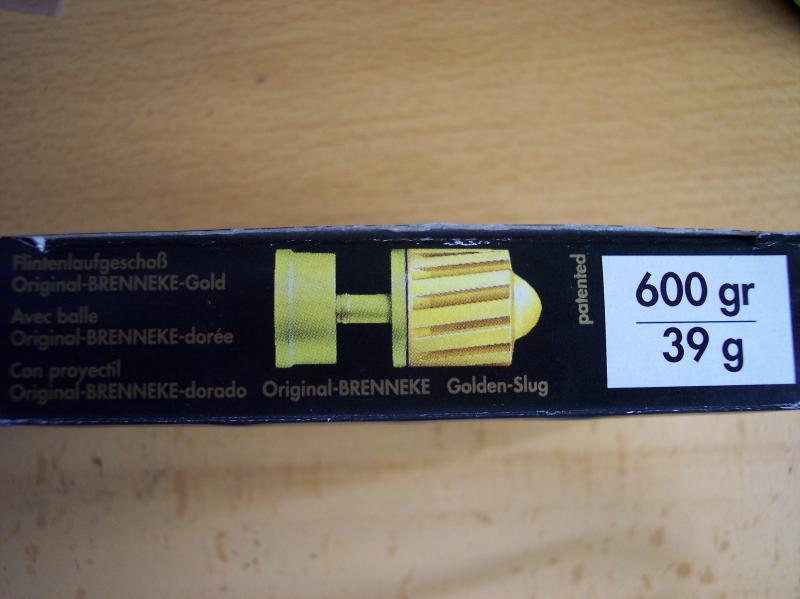 Flintenlaufgeschoß
Original-BRENNEKE-Gold
Avec balle
Original-BRENNEKE-dorée
Con proyectil
Original-BRENNEKE-dorado
Original-BRENNEKE Golden-Slug
patented
600 gr
39 g